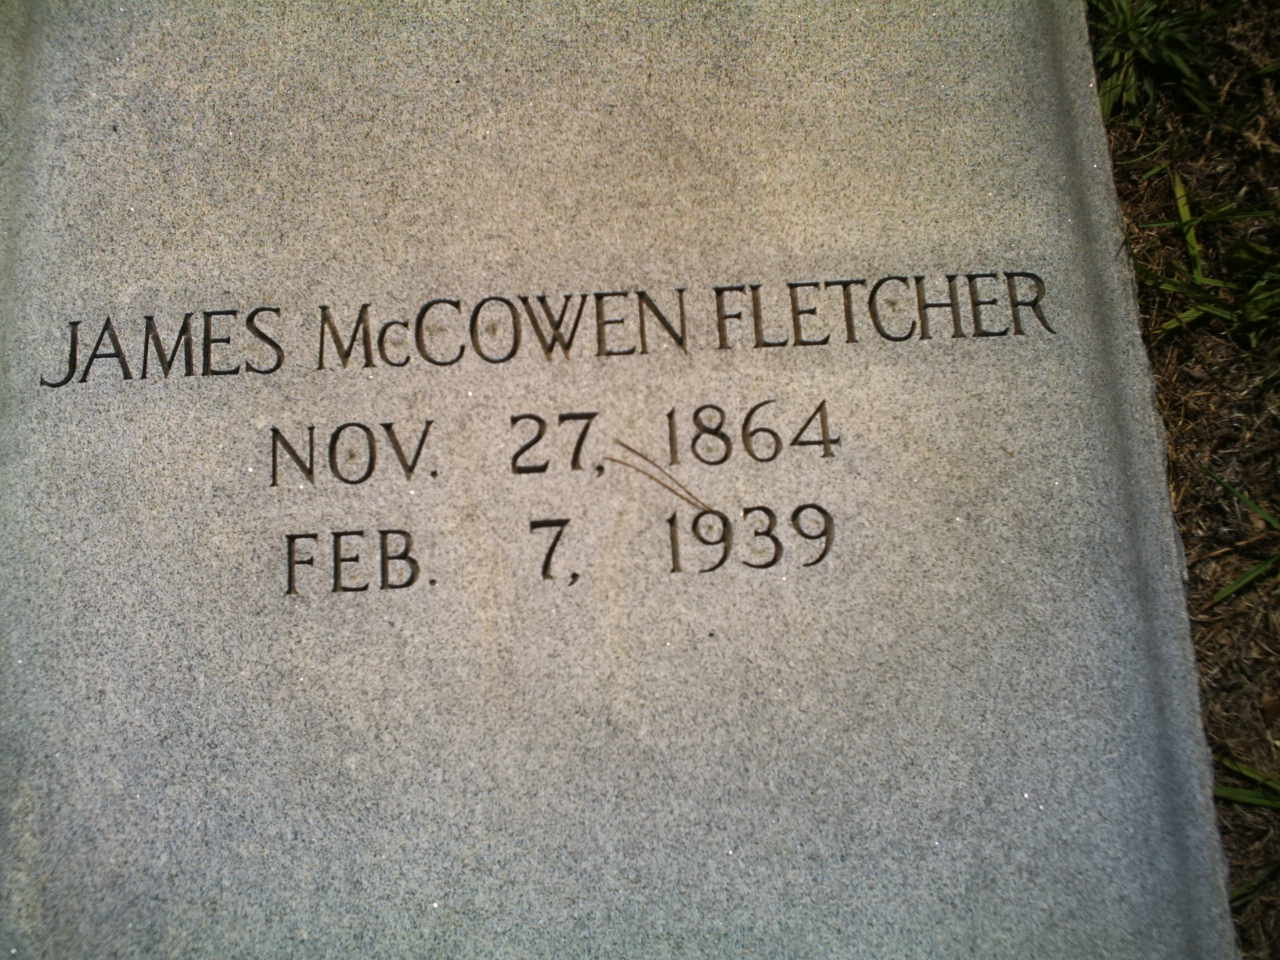 JAMES McCOWEN FLETCHER
NOV. 27, 1864
FEB. 7, 1939